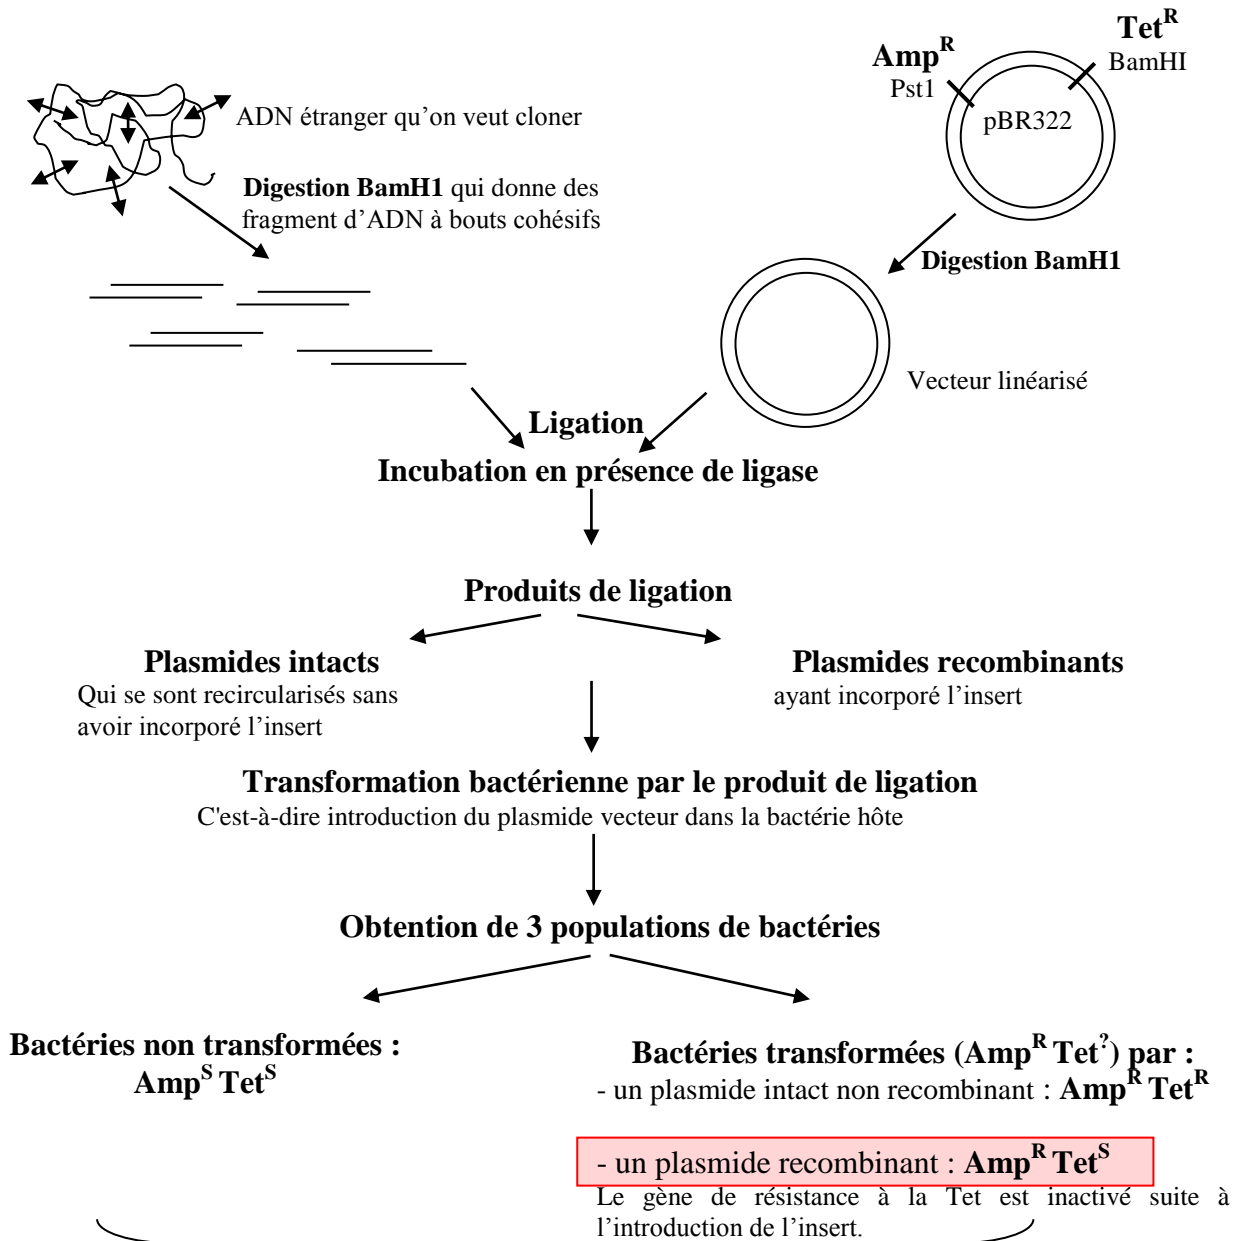 Tet^R
Amp^R
BamHI
Pst1
pBR322
ADN étranger qu’on veut cloner
Digestion BamH1 qui donne des
fragment d’ADN à bouts cohésifs
Digestion BamH1
Vecteur linéarisé
Ligation
Incubation en présence de ligase
Produits de ligation
Plasmides intacts
Qui se sont recircularisés sans
avoir incorporé l’insert
Plasmides recombinants
ayant incorporé l’insert
Transformation bactérienne par le produit de ligation
C'est-à-dire introduction du plasmide vecteur dans la bactérie hôte
Obtention de 3 populations de bactéries
Bactéries non transformées :
Amp^S Tet^S
Bactéries transformées (Amp^R Tet^?) par :
- un plasmide intact non recombinant : Amp^R Tet^R
- un plasmide recombinant : Amp^R Tet^S
Le gène de résistance à la Tet est inactivé suite à
l’introduction de l’insert.